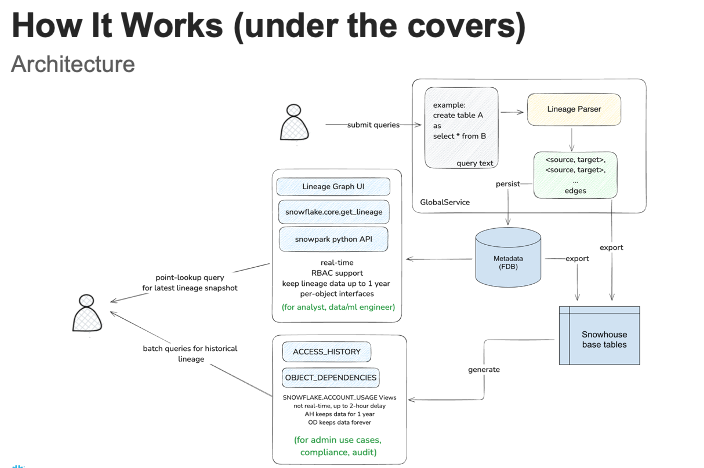 How It Works (under the covers)
Architecture
submit queries
example:
create table A
as
select * from B
query text
Lineage Parser
<source, target>,
<source, target>,
...
edges
GlobalService
persist
export
Metadata
(FDB)
export
Snowhouse
base tables
generate
Lineage Graph UI
snowflake.core.get_lineage
snowpark python API
real-time
RBAC support
keep lineage data up to 1 year
per-object interfaces
(for analyst, data/ml engineer)
point-lookup query
for latest lineage snapshot
batch queries for historical
lineage
ACCESS_HISTORY
OBJECT_DEPENDENCIES
SNOWFLAKE.ACCOUNT_USAGE Views
not real-time, up to 2-hour delay
AH keeps data for 1 year
OD keeps data forever
(for admin use cases,
compliance, audit)